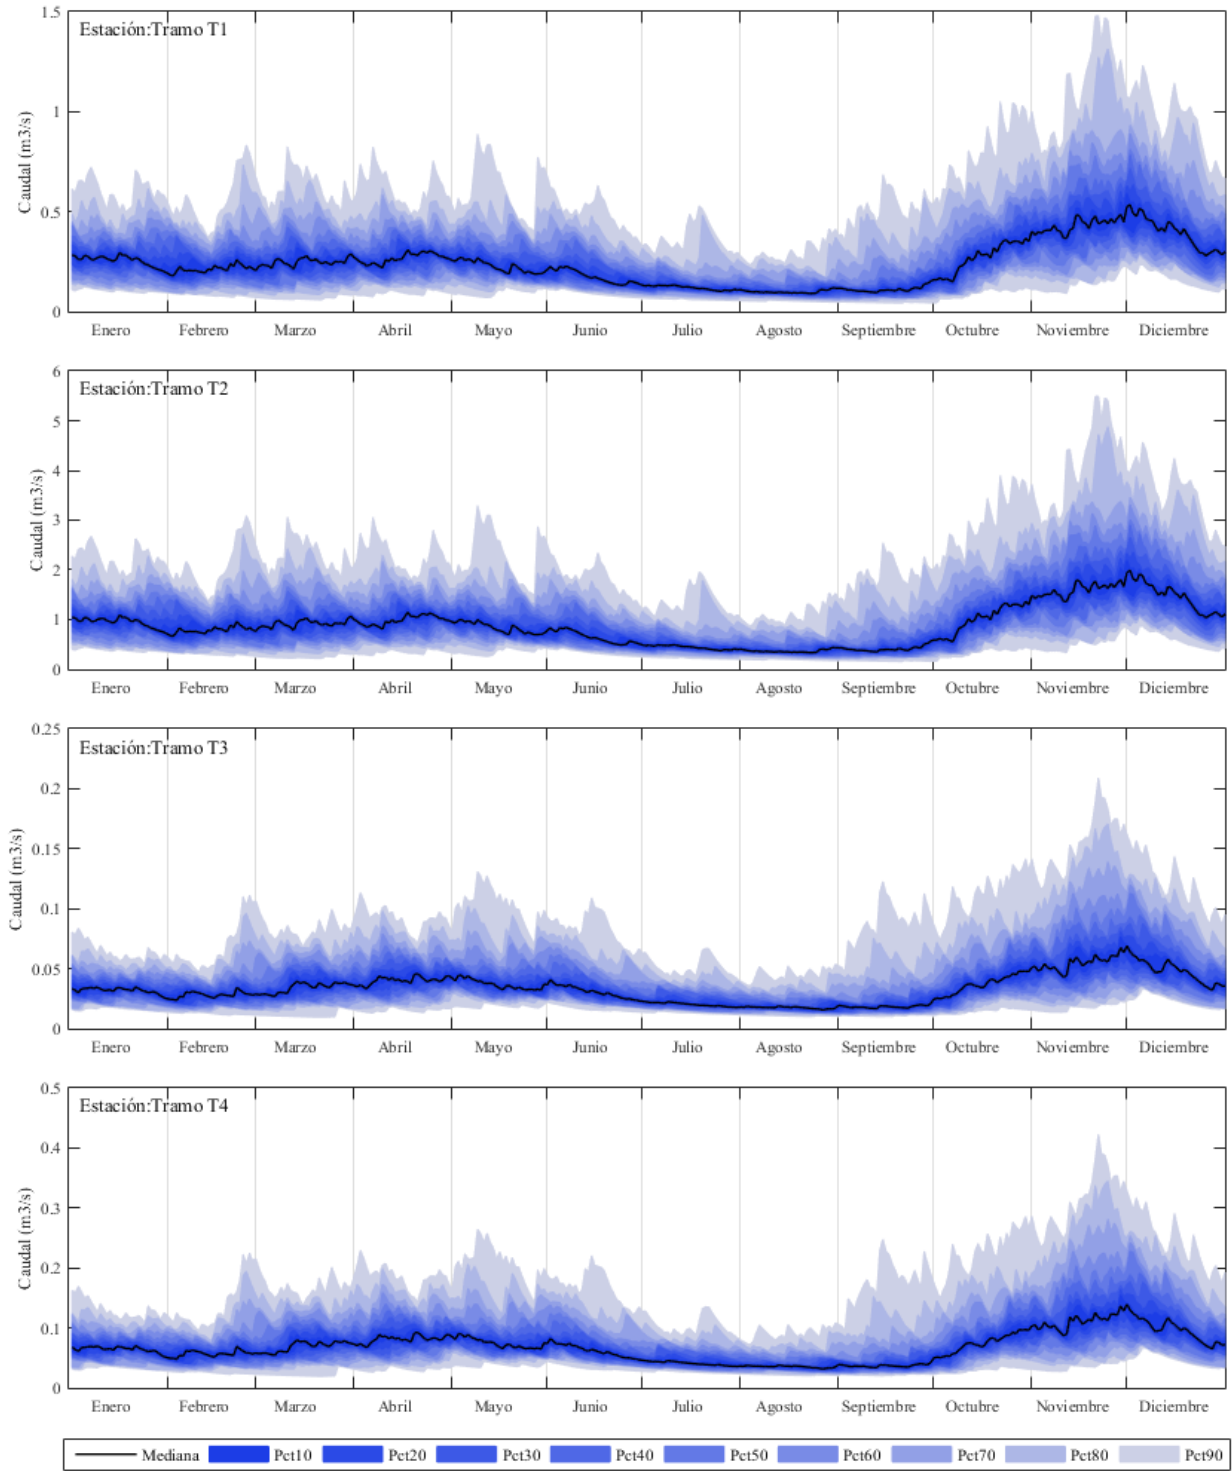 Estación:Tramo T1
Caudal (m3/s)
1.5
1
0.5
0
Enero Febrero Marzo Abril Mayo Junio Julio Agosto Septiembre Octubre Noviembre Diciembre
Estación:Tramo T2
Caudal (m3/s)
6
5
4
3
2
1
0
Enero Febrero Marzo Abril Mayo Junio Julio Agosto Septiembre Octubre Noviembre Diciembre
Estación:Tramo T3
Caudal (m3/s)
0.25
0.2
0.15
0.1
0.05
0
Enero Febrero Marzo Abril Mayo Junio Julio Agosto Septiembre Octubre Noviembre Diciembre
Estación:Tramo T4
Caudal (m3/s)
0.5
0.4
0.3
0.2
0.1
0
Enero Febrero Marzo Abril Mayo Junio Julio Agosto Septiembre Octubre Noviembre Diciembre
Mediana Pct10 Pct20 Pct30 Pct40 Pct50 Pct60 Pct70 Pct80 Pct90